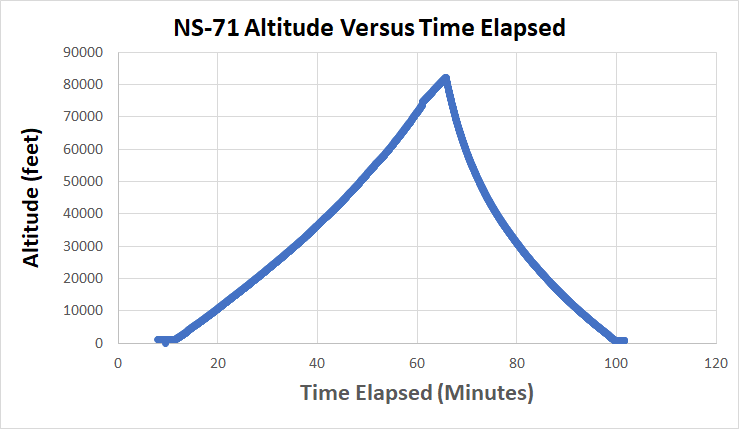 NS-71 Altitude Versus Time Elapsed
90000
80000
70000
60000
50000
40000
30000
20000
10000
0
Altitude (feet)
0 20 40 60 80 100 120
Time Elapsed (Minutes)